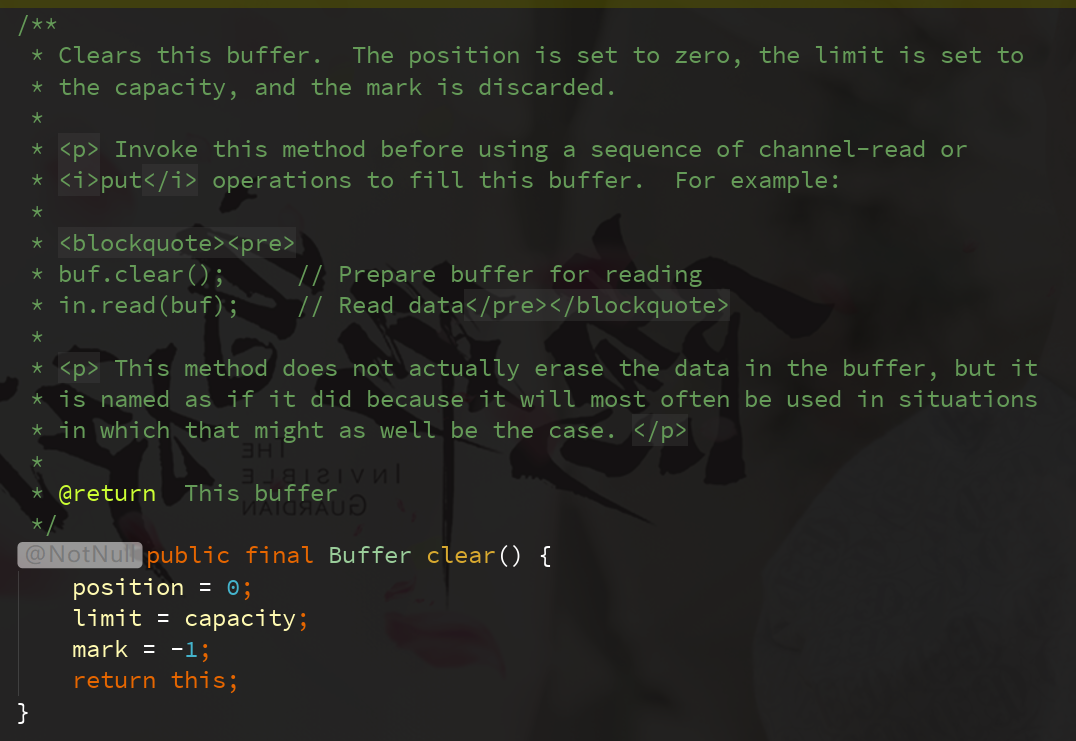 /**
 * Clears this buffer.  The position is set to zero, the limit is set to
 * the capacity, and the mark is discarded.
 *
 * <p> Invoke this method before using a sequence of channel-read or
 * <i>put</i> operations to fill this buffer.  For example:
 *
 * <blockquote><pre>
 * buf.clear();     // Prepare buffer for reading
 * in.read(buf);    // Read data</pre></blockquote>
 *
 * <p> This method does not actually erase the data in the buffer, but it
 * is named as if it did because it will most often be used in situations
 * in which that might as well be the case. </p>
 *
 * @return  This buffer
 */
@NotNull public final Buffer clear() {
    position = 0;
    limit = capacity;
    mark = -1;
    return this;
}
THE
INVISIBLE
GUARDIAN